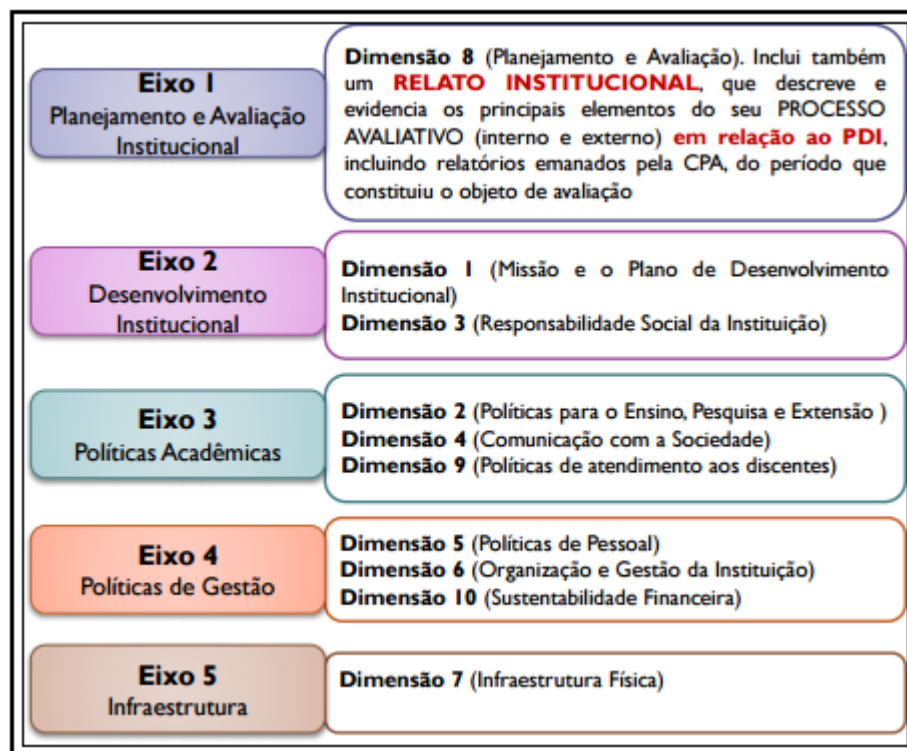 Eixo 1
Planejamento e Avaliação
Institucional
Dimensão 8 (Planejamento e Avaliação). Inclui também
um RELATO INSTITUCIONAL, que descreve e
evidencia os principais elementos do seu PROCESSO
AVALIATIVO (interno e externo) em relação ao PDI,
incluindo relatórios emanados pela CPA, do período que
constituiu o objeto de avaliação
Eixo 2
Desenvolvimento
Institucional
Dimensão 1 (Missão e o Plano de Desenvolvimento
Institucional)
Dimensão 3 (Responsabilidade Social da Instituição)
Eixo 3
Políticas Acadêmicas
Dimensão 2 (Políticas para o Ensino, Pesquisa e Extensão )
Dimensão 4 (Comunicação com a Sociedade)
Dimensão 9 (Políticas de atendimento aos discentes)
Eixo 4
Políticas de Gestão
Dimensão 5 (Políticas de Pessoal)
Dimensão 6 (Organização e Gestão da Instituição)
Dimensão 10 (Sustentabilidade Financeira)
Eixo 5
Infraestrutura
Dimensão 7 (Infraestrutura Física)